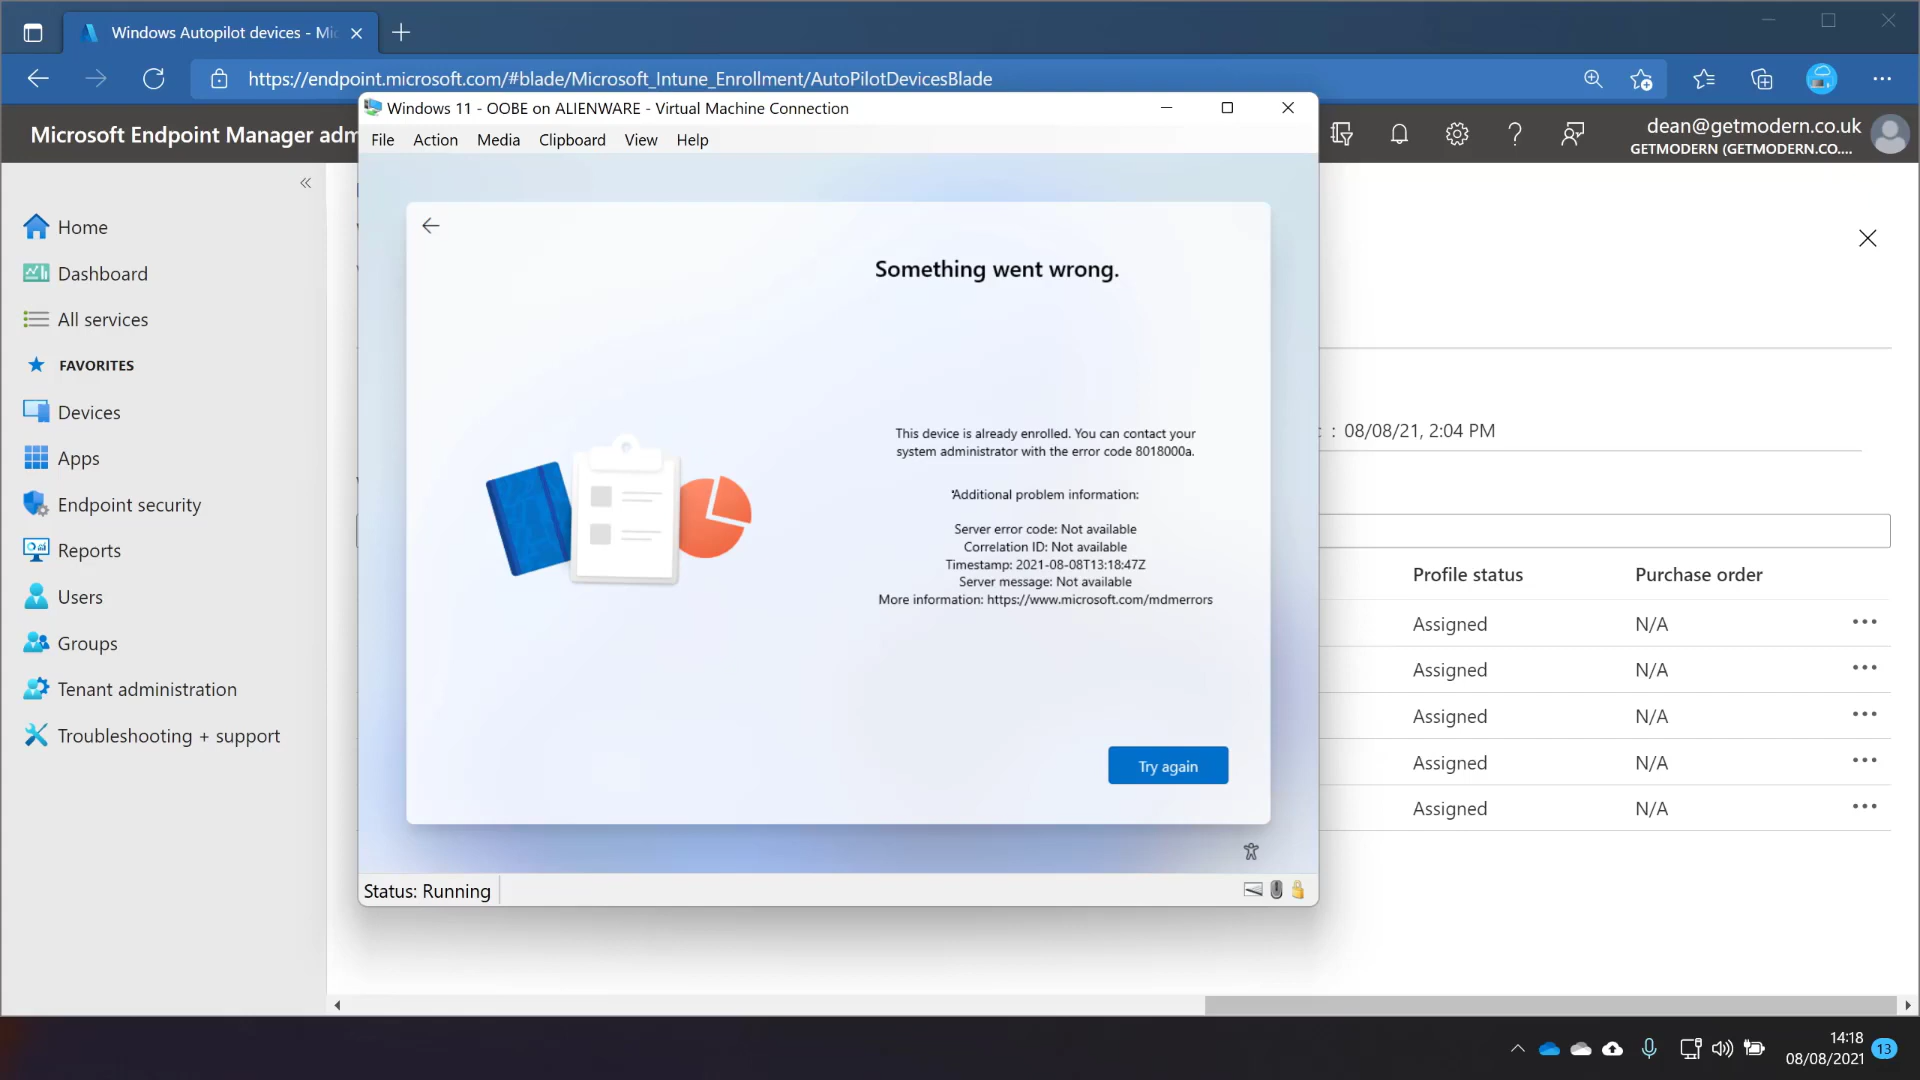 Windows Autopilot devices - Mic
https://endpoint.microsoft.com/#blade/Microsoft_Intune_Enrollment/AutoPilotDevicesBlade
Microsoft Endpoint Manager adm
dean@getmodern.co.uk
GETMODERN (GETMODERN.CO....
Windows 11 - OOBE on ALIENWARE - Virtual Machine Connection
File Action Media Clipboard View Help
Home
Dashboard
All services
FAVORITES
Devices
Apps
Endpoint security
Reports
Users
Groups
Tenant administration
Troubleshooting + support
Something went wrong.
This device is already enrolled. You can contact your
system administrator with the error code 8018000a.
*Additional problem information:
Server error code: Not available
Correlation ID: Not available
Timestamp: 2021-08-08T13:18:47Z
Server message: Not available
More information: https://www.microsoft.com/mdmerrors
Try again
Status: Running
: 08/08/21, 2:04 PM
Profile status Purchase order
Assigned N/A
Assigned N/A
Assigned N/A
Assigned N/A
Assigned N/A
14:18
08/08/2021
13